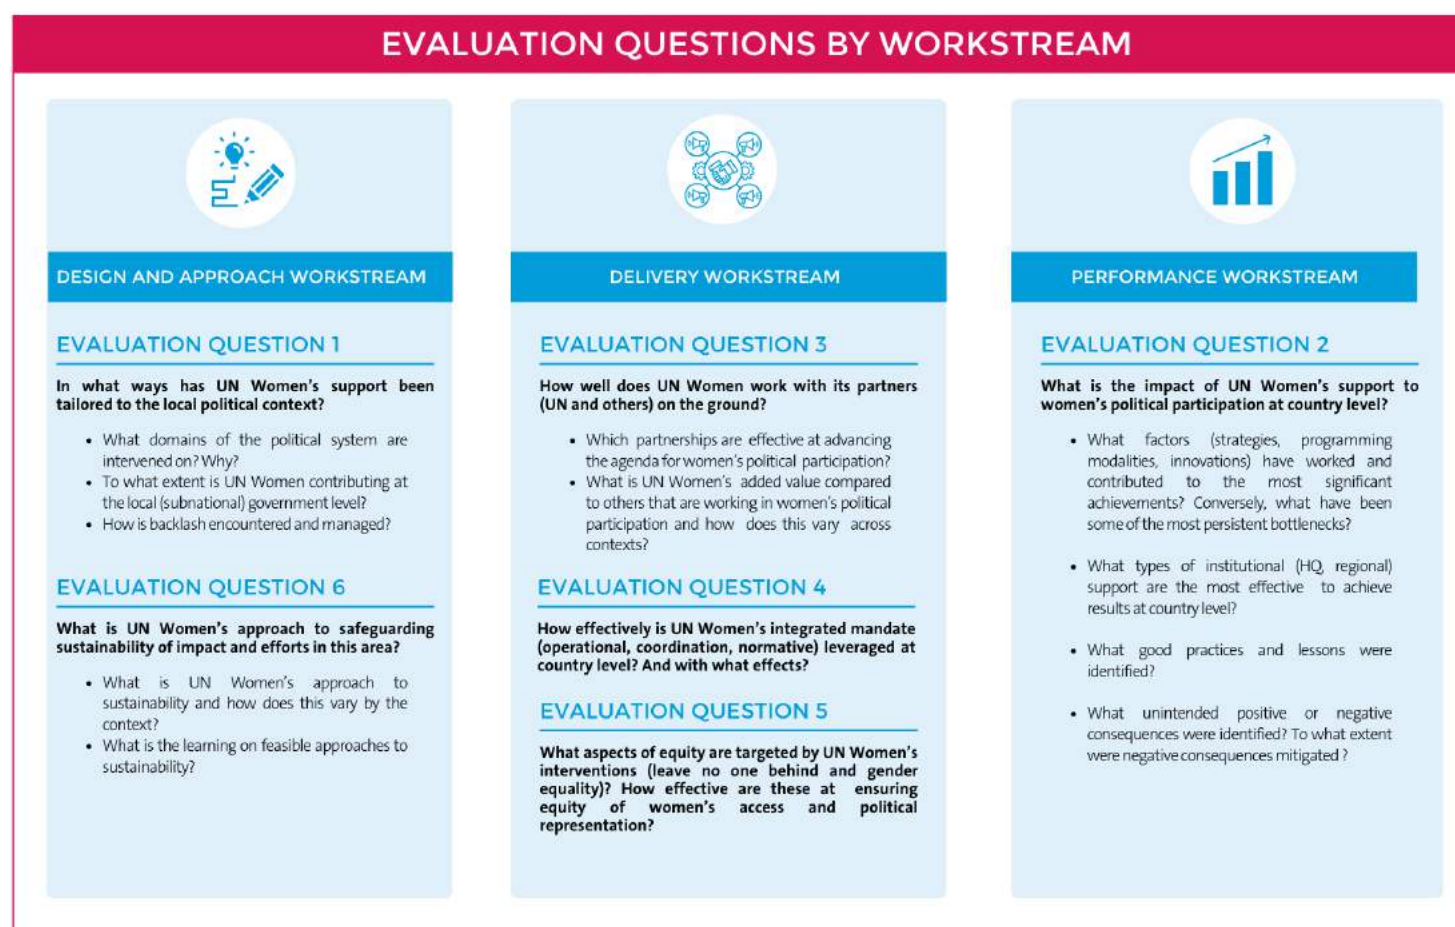 EVALUATION QUESTIONS BY WORKSTREAM
DESIGN AND APPROACH WORKSTREAM
EVALUATION QUESTION 1
In what ways has UN Women's support been
tailored to the local political context?
• What domains of the political system are
intervened on? Why?
• To what extent is UN Women contributing at
the local (subnational) government level?
• How is backlash encountered and managed?
EVALUATION QUESTION 6
What is UN Women's approach to safeguarding
sustainability of impact and efforts in this area?
• What is UN Women's approach to
sustainability and how does this vary by the
context?
• What is the learning on feasible approaches to
sustainability?
DELIVERY WORKSTREAM
EVALUATION QUESTION 3
How well does UN Women work with its partners
(UN and others) on the ground?
• Which partnerships are effective at advancing
the agenda for women's political participation?
• What is UN Women's added value compared
to others that are working in women's political
participation and how does this vary across
contexts?
EVALUATION QUESTION 4
How effectively is UN Women's integrated mandate
(operational, coordination, normative) leveraged at
country level? And with what effects?
EVALUATION QUESTION 5
What aspects of equity are targeted by UN Women's
interventions (leave no one behind and gender
equality)? How effective are these at ensuring
equity of women's access and political
representation?
PERFORMANCE WORKSTREAM
EVALUATION QUESTION 2
What is the impact of UN Women's support to
women's political participation at country level?
• What factors (strategies, programming
modalities, innovations) have worked and
contributed to the most significant
achievements? Conversely, what have been
some of the most persistent bottlenecks?
• What types of institutional (HQ, regional)
support are the most effective to achieve
results at country level?
• What good practices and lessons were
identified?
• What unintended positive or negative
consequences were identified? To what extent
were negative consequences mitigated ?